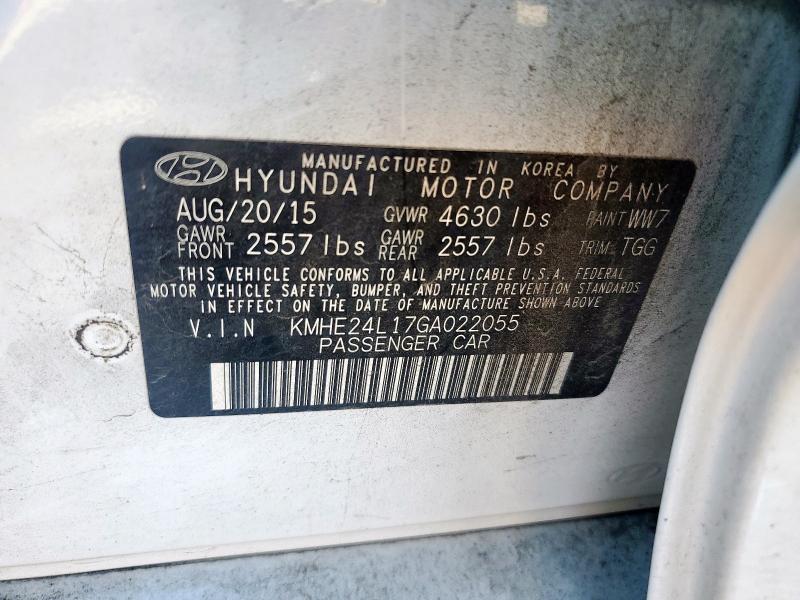 MANUFACTURED IN KOREA BY
HYUNDAI MOTOR COMPANY
AUG/20/15 GVWR 4630 lbs PAINT WW7
GAWR FRONT 2557 lbs GAWR REAR 2557 lbs TRIM: TGG
THIS VEHICLE CONFORMS TO ALL APPLICABLE U.S.A. FEDERAL
MOTOR VEHICLE SAFETY, BUMPER, AND THEFT PREVENTION STANDARDS
IN EFFECT ON THE DATE OF MANUFACTURE SHOWN ABOVE
V.I.N KMHE24L17GA022055
PASSENGER CAR